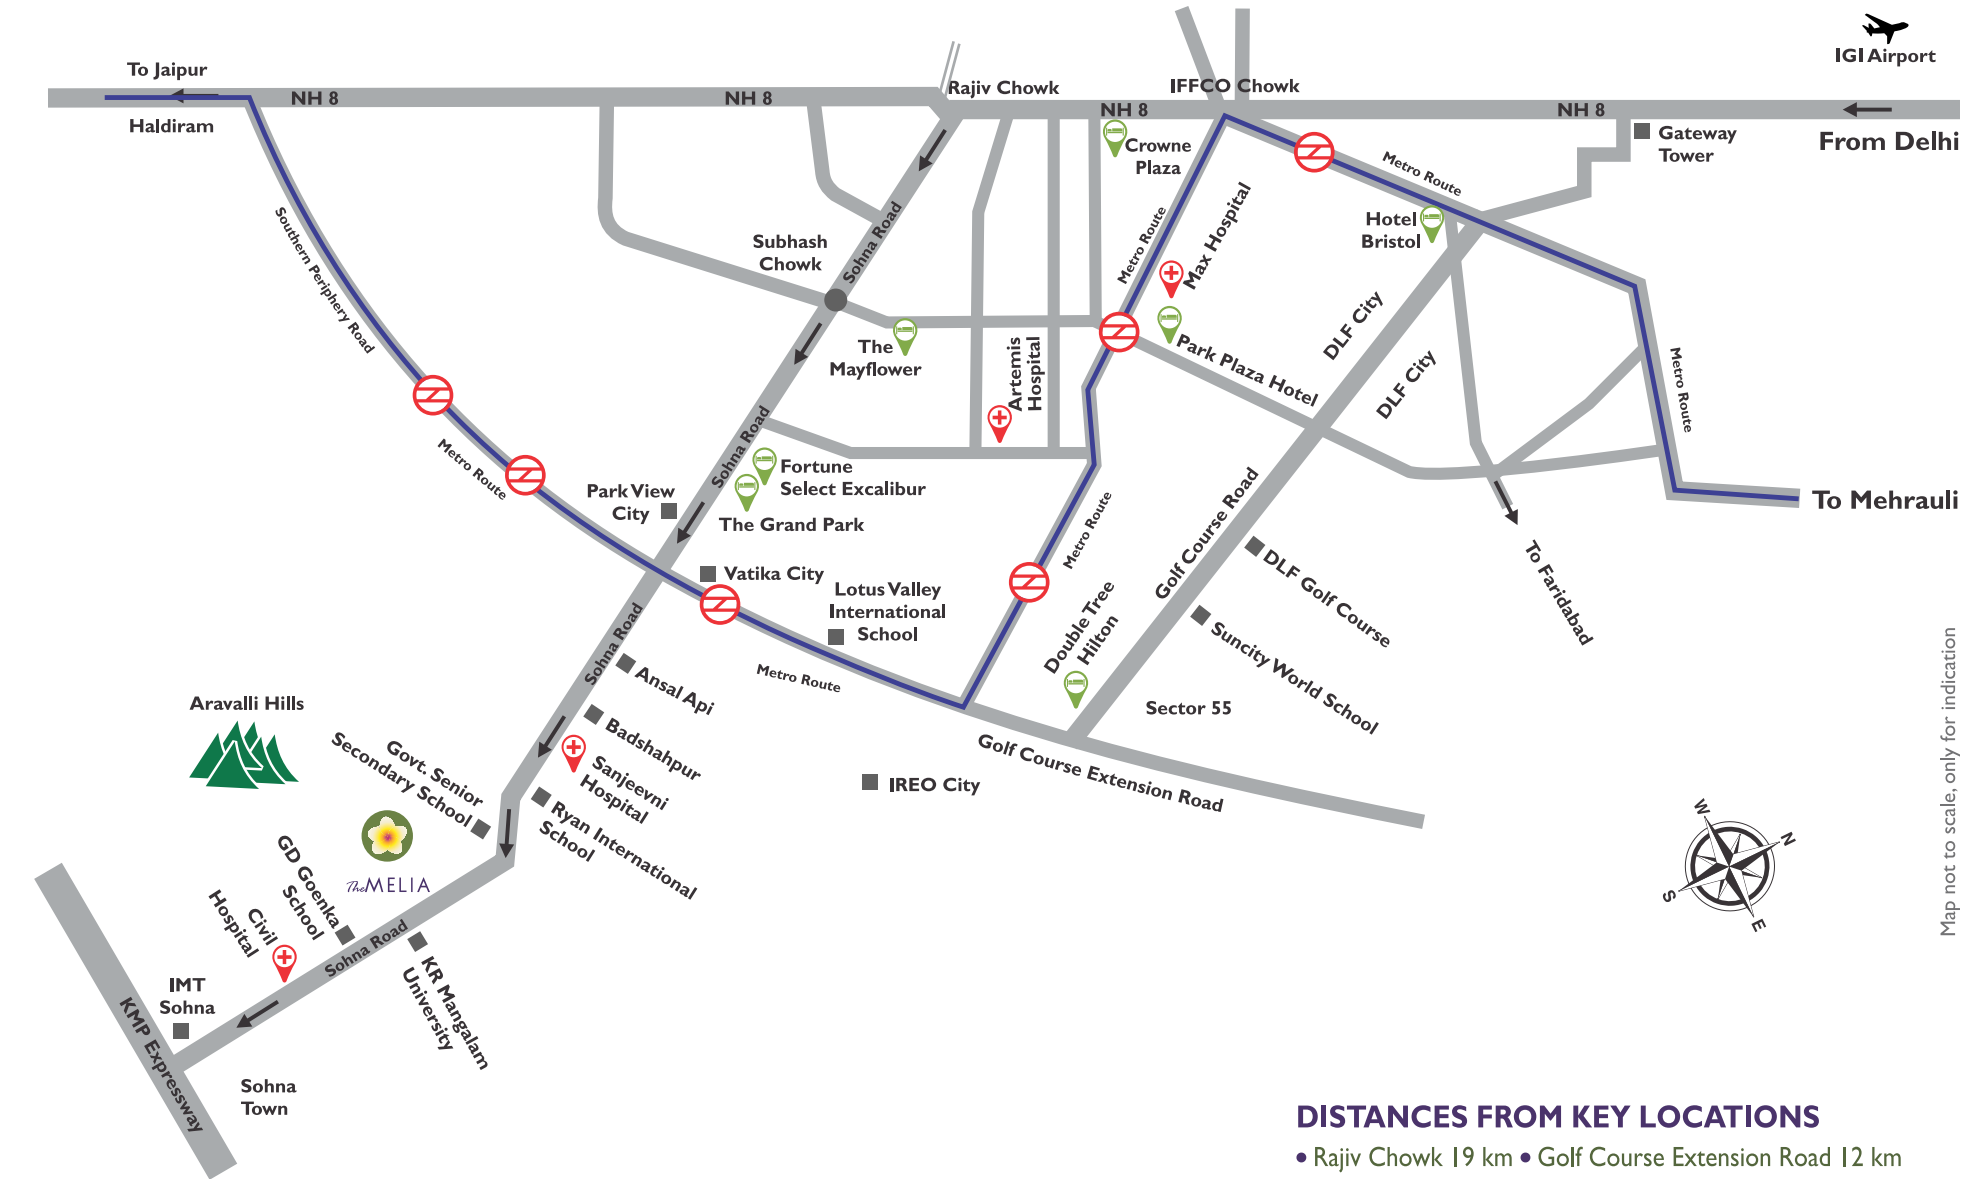 IGI Airport
To Jaipur
Rajiv Chowk
IFFCO Chowk
NH 8
NH 8
NH 8
NH 8
Haldiram
From Delhi
Gateway
Tower
Crowne
Plaza
Metro Route
Hotel
Bristol
Max Hospital
Metro Route
Southern Periphery Road
Subhash
Chowk
Sohna Road
The
Mayflower
Artemis
Hospital
Park Plaza Hotel
DLF City
DLF City
Metro Route
Metro Route
Sohna Road
Fortune
Select Excalibur
The Grand Park
Park View
City
To Mehrauli
Metro Route
Golf Course Road
DLF Golf Course
To Faridabad
Vatika City
Lotus Valley
International
School
Double Tree
Hilton
Suncity World School
Sohna Road
Ansal Api
Metro Route
Sector 55
Aravalli Hills
Badshahpur
Govt. Senior
Secondary School
Sanjeevni
Hospital
Golf Course Extension Road
IREO City
Ryan International
School
The MELIA
GD Goenka
School
Civil
Hospital
Sohna Road
KR Mangalam
University
IMT
Sohna
KMP Expressway
Sohna
Town
W
N
S
E
Map not to scale, only for indication
DISTANCES FROM KEY LOCATIONS
• Rajiv Chowk 19 km • Golf Course Extension Road 12 km